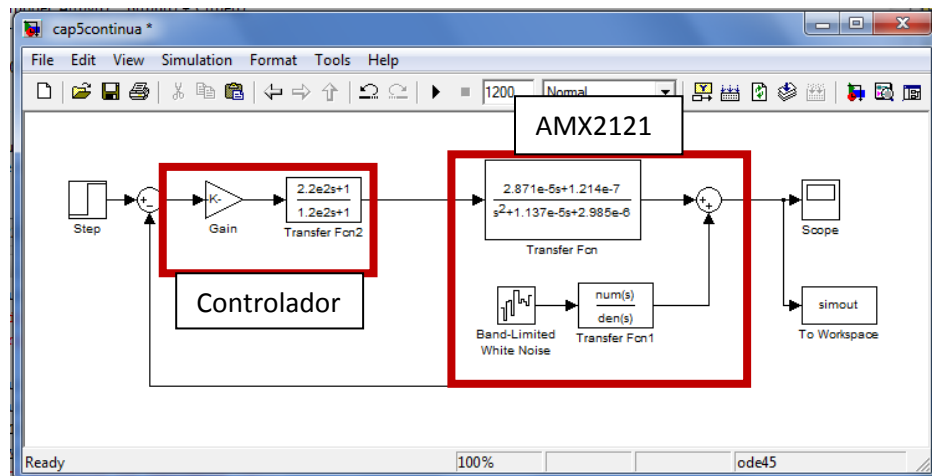 cap5continua *
File Edit View Simulation Format Tools Help
1200 Normal
AMX2121
Step
K-
Gain
2.2e2s+1
1.2e2s+1
Transfer Fcn2
2.871e-5s+1.214e-7
s2+1.137e-5s+2.985e-6
Transfer Fcn
Scope
Controlador
Band-Limited
White Noise
num(s)
den(s)
Transfer Fcn1
simout
To Workspace
Ready 100% ode45